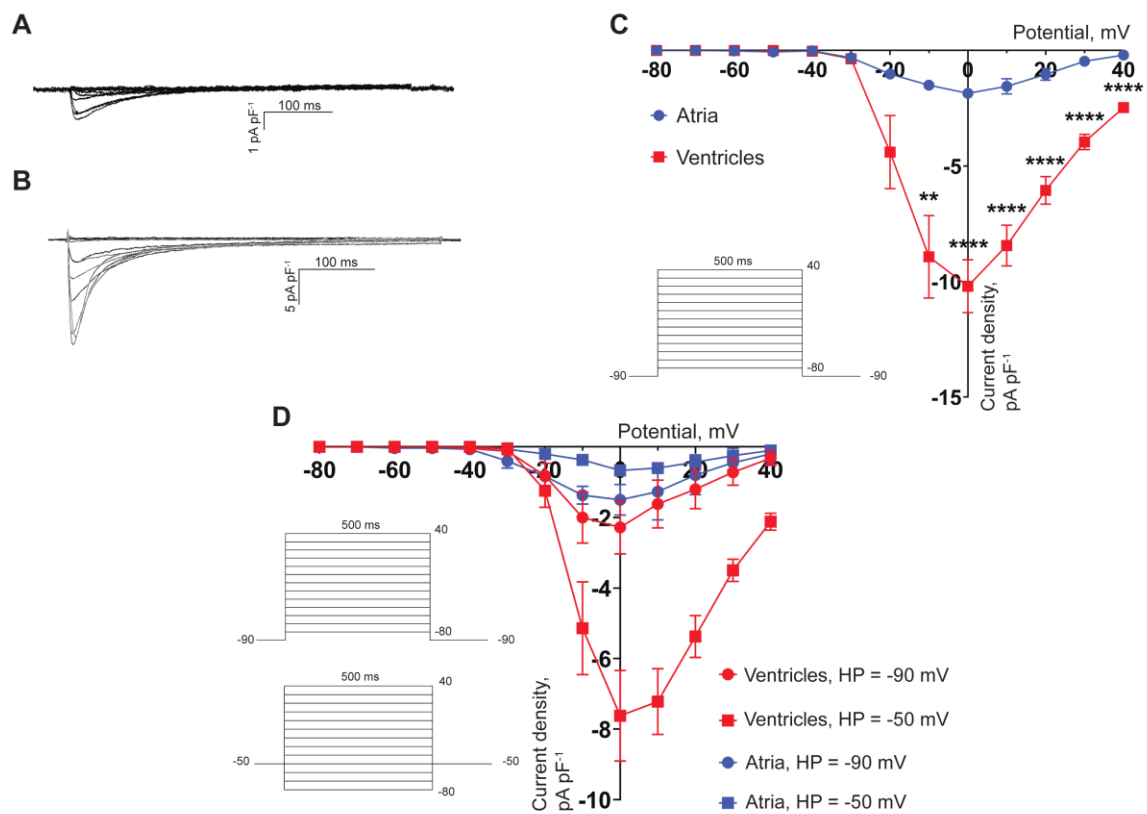 A
100 ms
1 pA pF⁻¹
B
100 ms
5 pA pF⁻¹
C
Potential, mV
-80 -60 -40 -20 0 20 40
Atria
Ventricles
-5
-10
-15
**
****
****
****
****
****
Current density,
pA pF⁻¹
500 ms
40
-80
-90 -90
D
Potential, mV
-80 -60 -40 -20 0 20 40
-2
-4
-6
-8
-10
Current density,
pA pF⁻¹
500 ms
40
-80
-90 -90
500 ms
40
-50 -50
-80
Ventricles, HP = -90 mV
Ventricles, HP = -50 mV
Atria, HP = -90 mV
Atria, HP = -50 mV